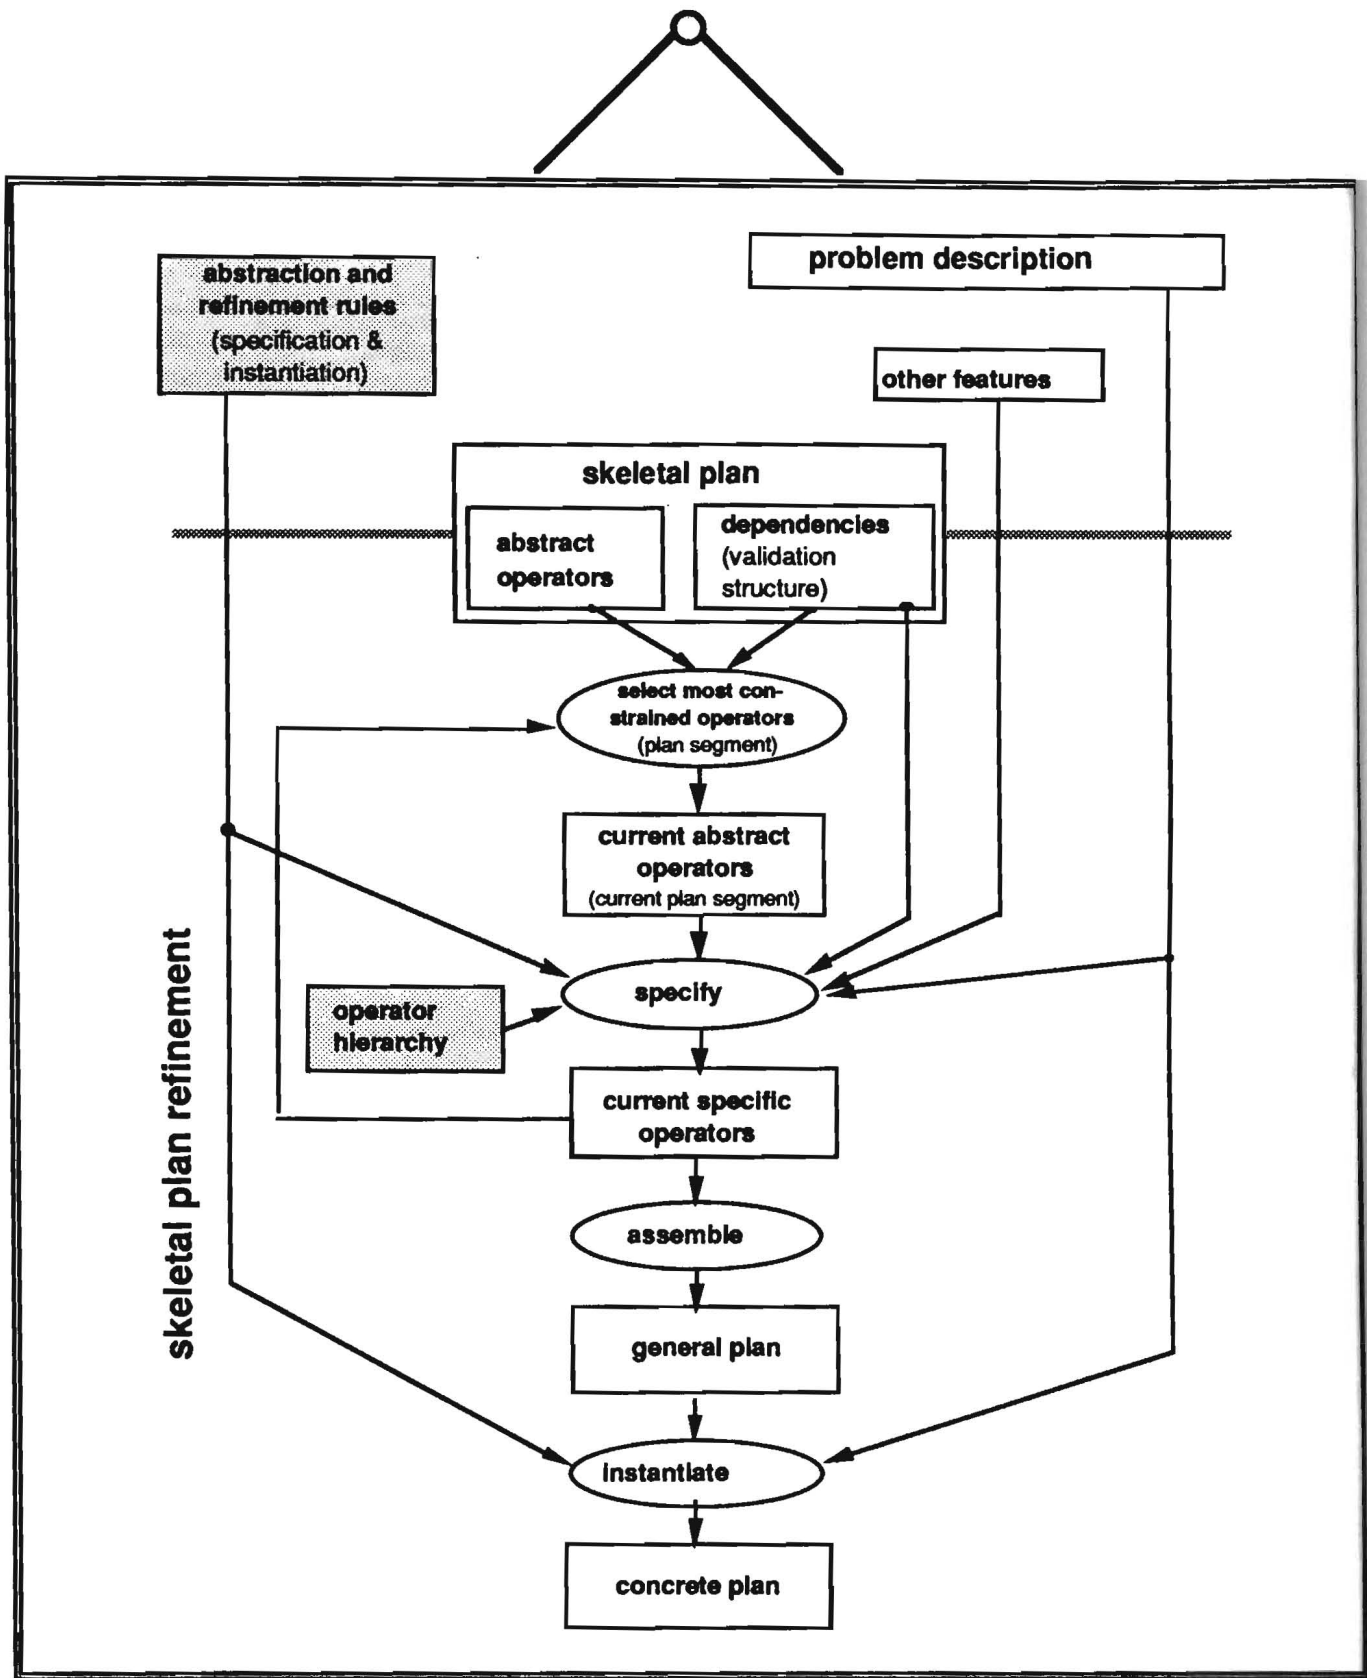 problem description
abstraction and
refinement rules
(specification &
instantiation)
other features
skeletal plan
abstract
operators
dependencies
(validation
structure)
select most con-
strained operators
(plan segment)
current abstract
operators
(current plan segment)
specify
operator
hierarchy
current specific
operators
assemble
general plan
instantiate
concrete plan
skeletal plan refinement